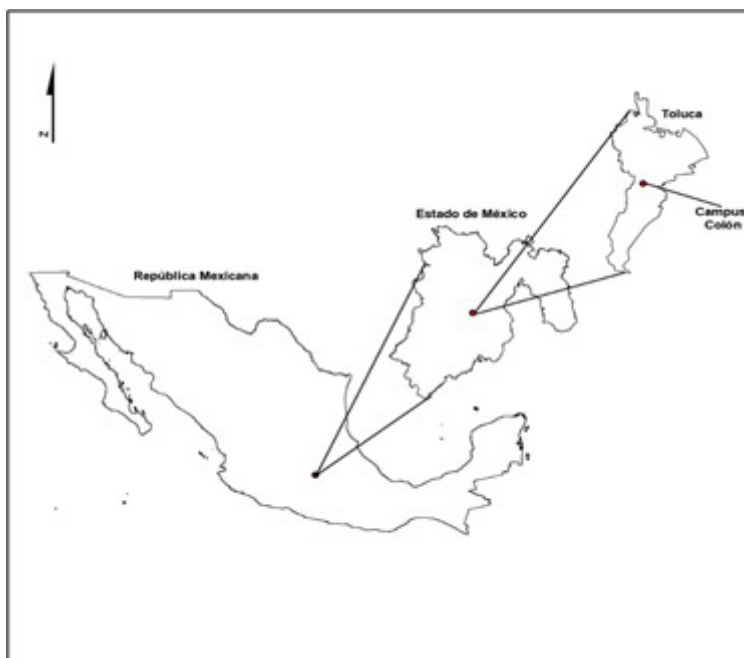 Toluca
Campus
Colón
Estado de México
República Mexicana
N